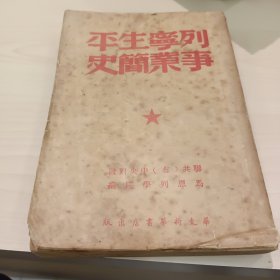 列寧生平
事業簡史
聯共(布)中央附設
馬恩列學院編
華東新華書店出版